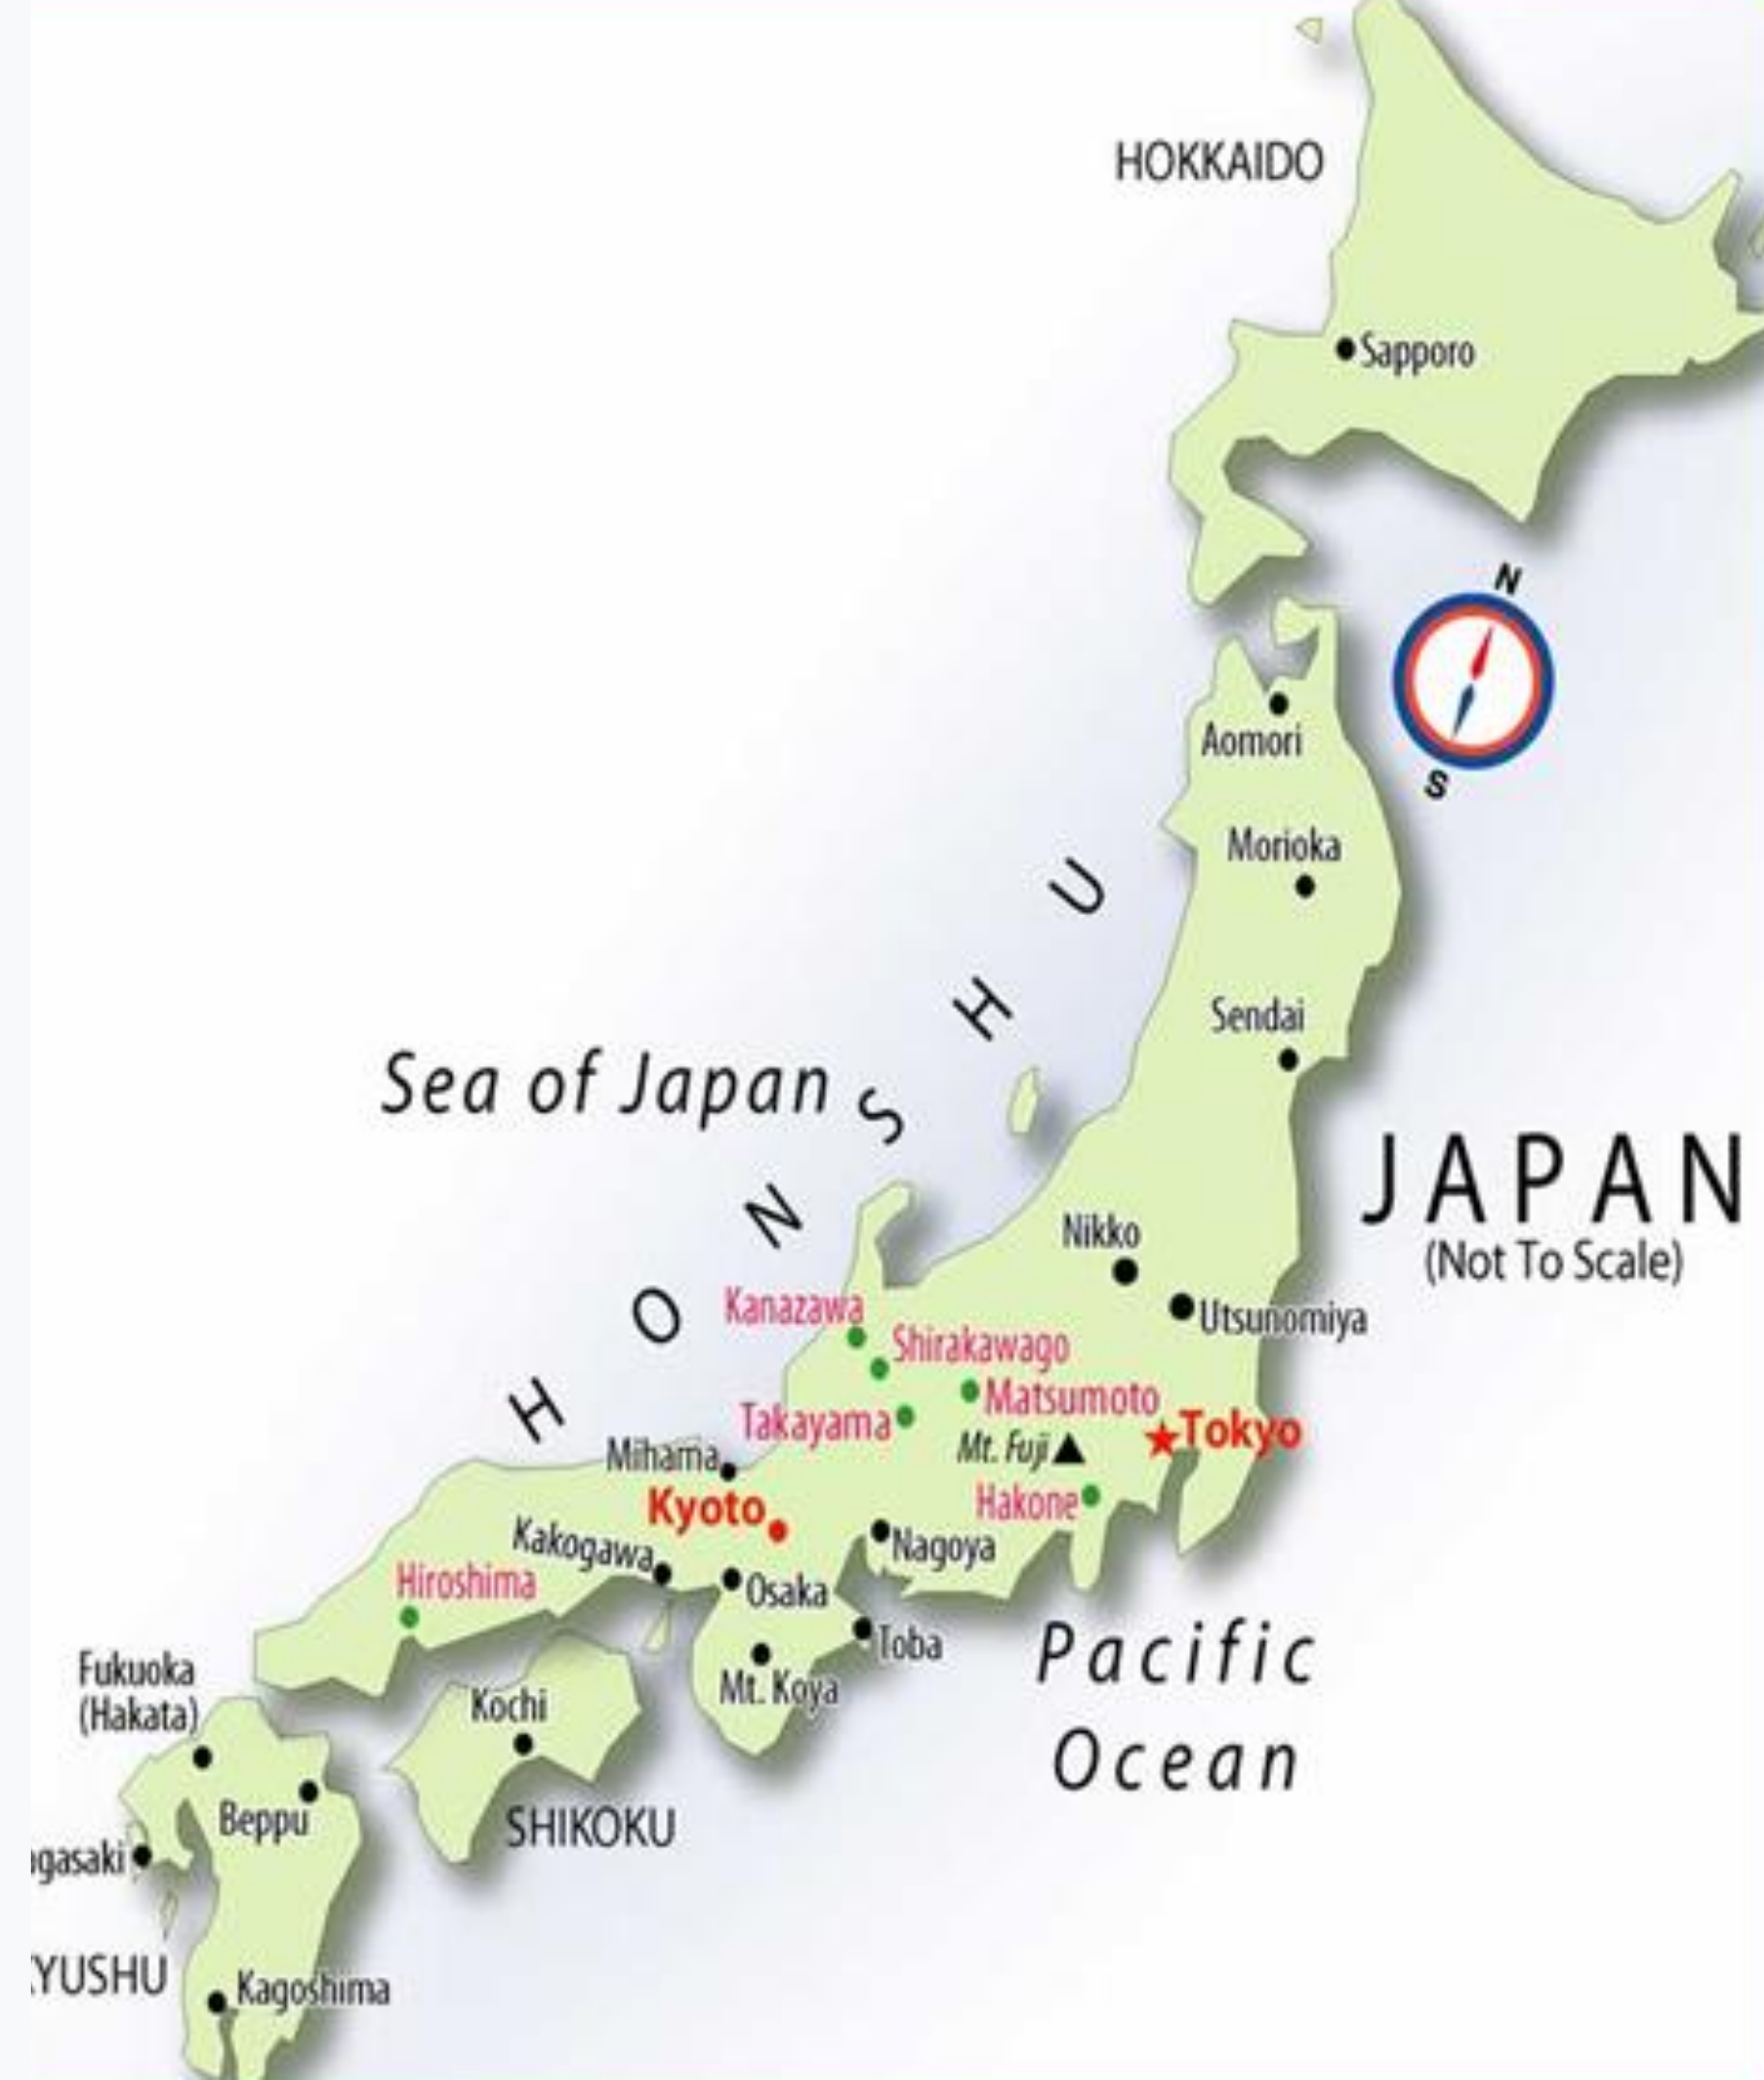 HOKKAIDO
Sapporo
N
S
Aomori
Morioka
Sendai
HONSHU
Sea of Japan
JAPAN
(Not To Scale)
Nikko
Utsunomiya
Kanazawa
Shirakawago
Matsumoto
Takayama
Tokyo
Mt. Fuji
Mihama
Hakone
Kyoto
Kakogawa
Nagoya
Osaka
Hiroshima
Toba
Mt. Koya
Pacific
Ocean
Fukuoka
(Hakata)
Kochi
Beppu
SHIKOKU
agasaki
YUSHU
Kagoshima